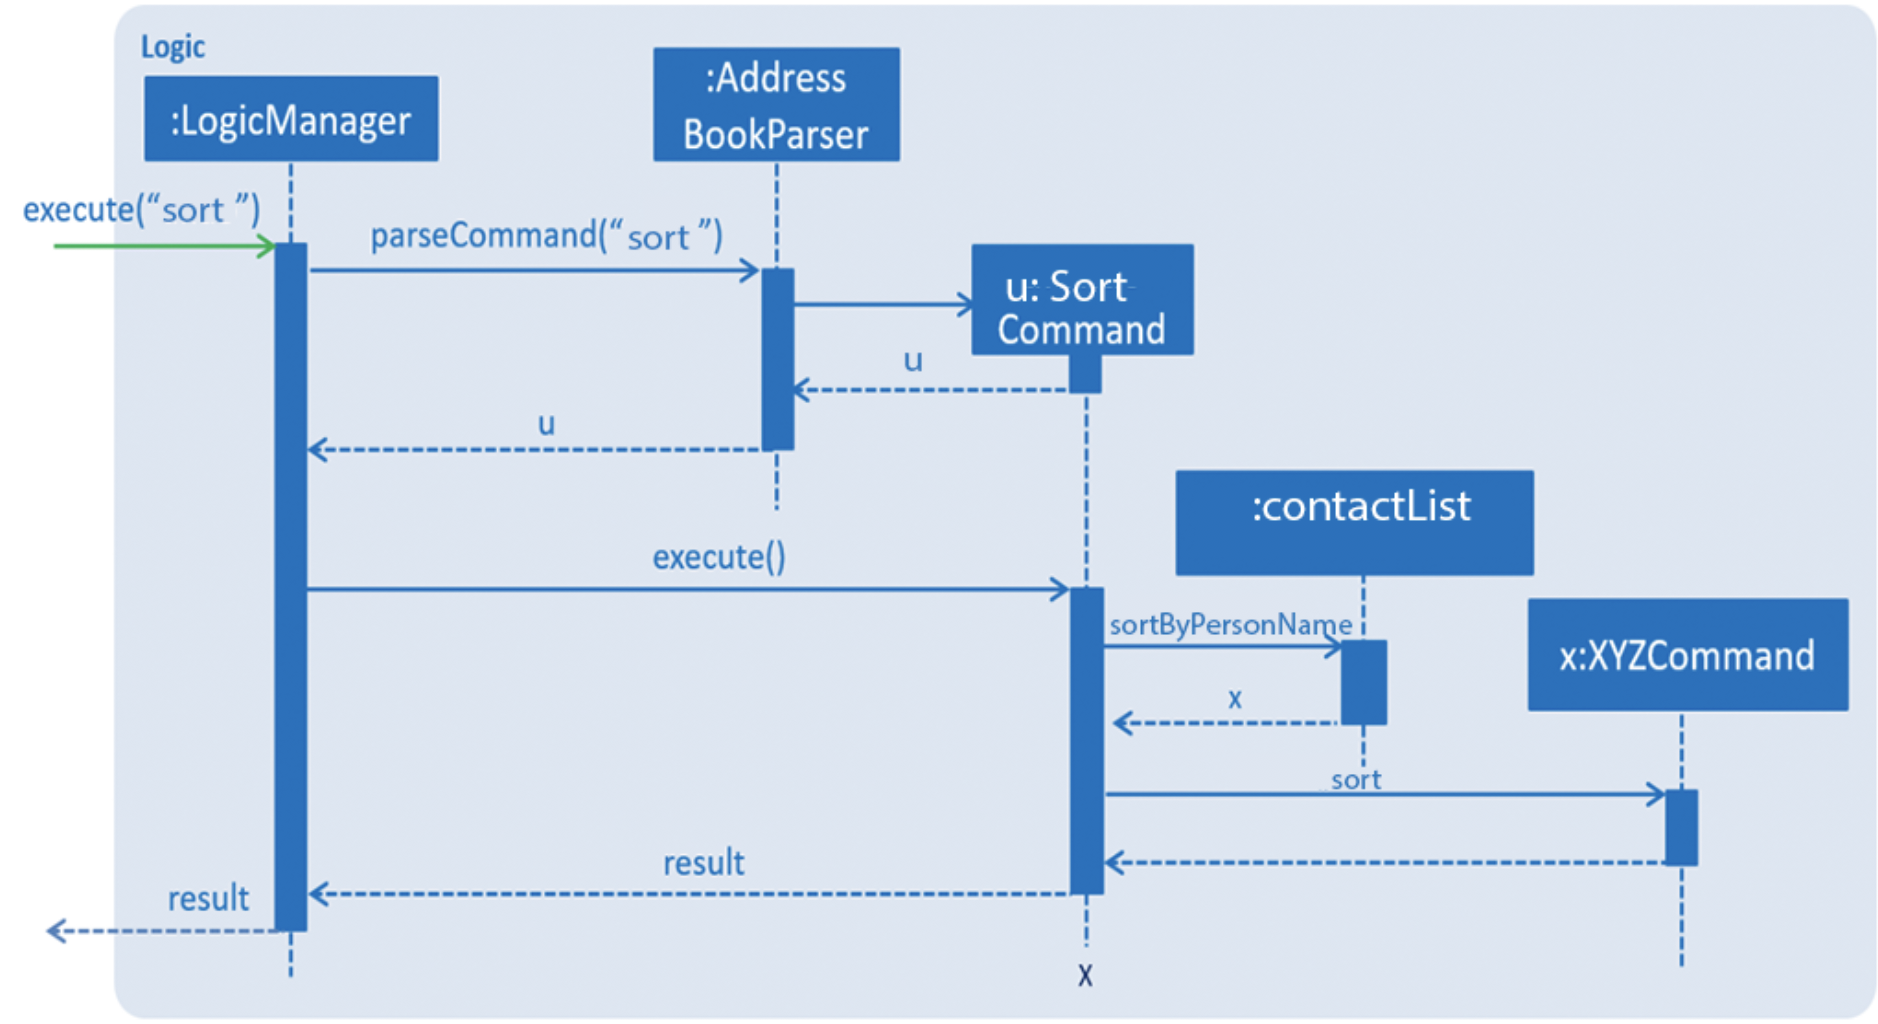 Logic
:LogicManager
:Address
BookParser
execute(“sort ”)
parseCommand(“sort ”)
u: Sort
Command
u
u
:contactList
execute()
sortByPersonName
x:XYZCommand
x
sort
result
result
X